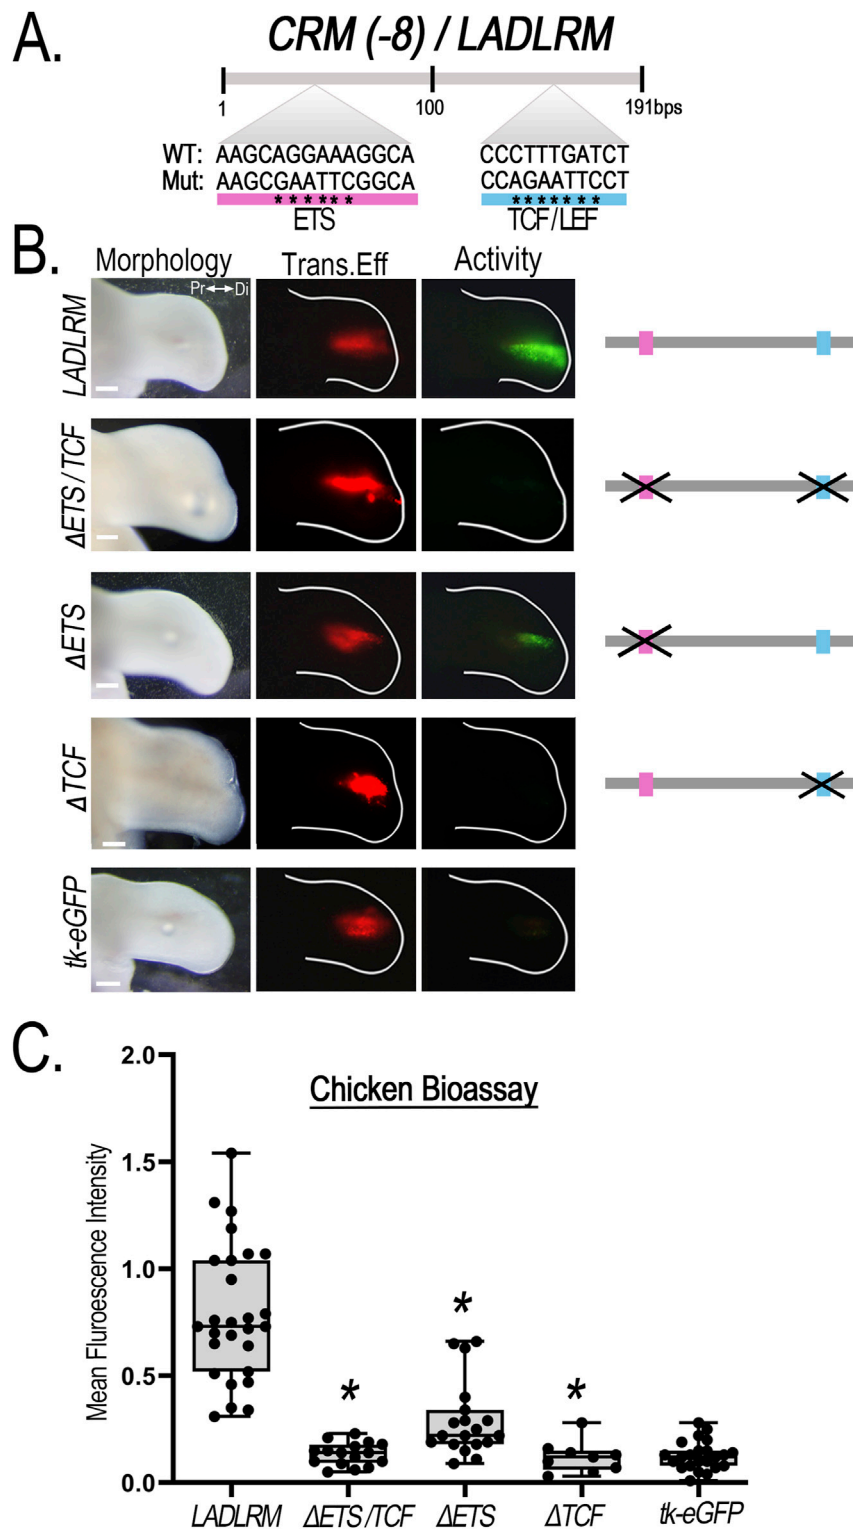 A.
CRM (-8) / LADLRM
1 100 191bps
WT: AAGCAGGAAAGGCA CCCTTTGATCT
Mut: AAGCGAATTCGGCA CCAGAATTCCT
****** *******
ETS TCF/LEF
B.
Morphology Trans.Eff Activity
Pr Di
LADLRM
ΔETS/TCF
ΔETS
ΔTCF
tk-eGFP
C.
Chicken Bioassay
Mean Fluroescence Intensity
2.0
1.5
1.0
0.5
0.0
* * *
LADLRM ΔETS/TCF ΔETS ΔTCF tk-eGFP